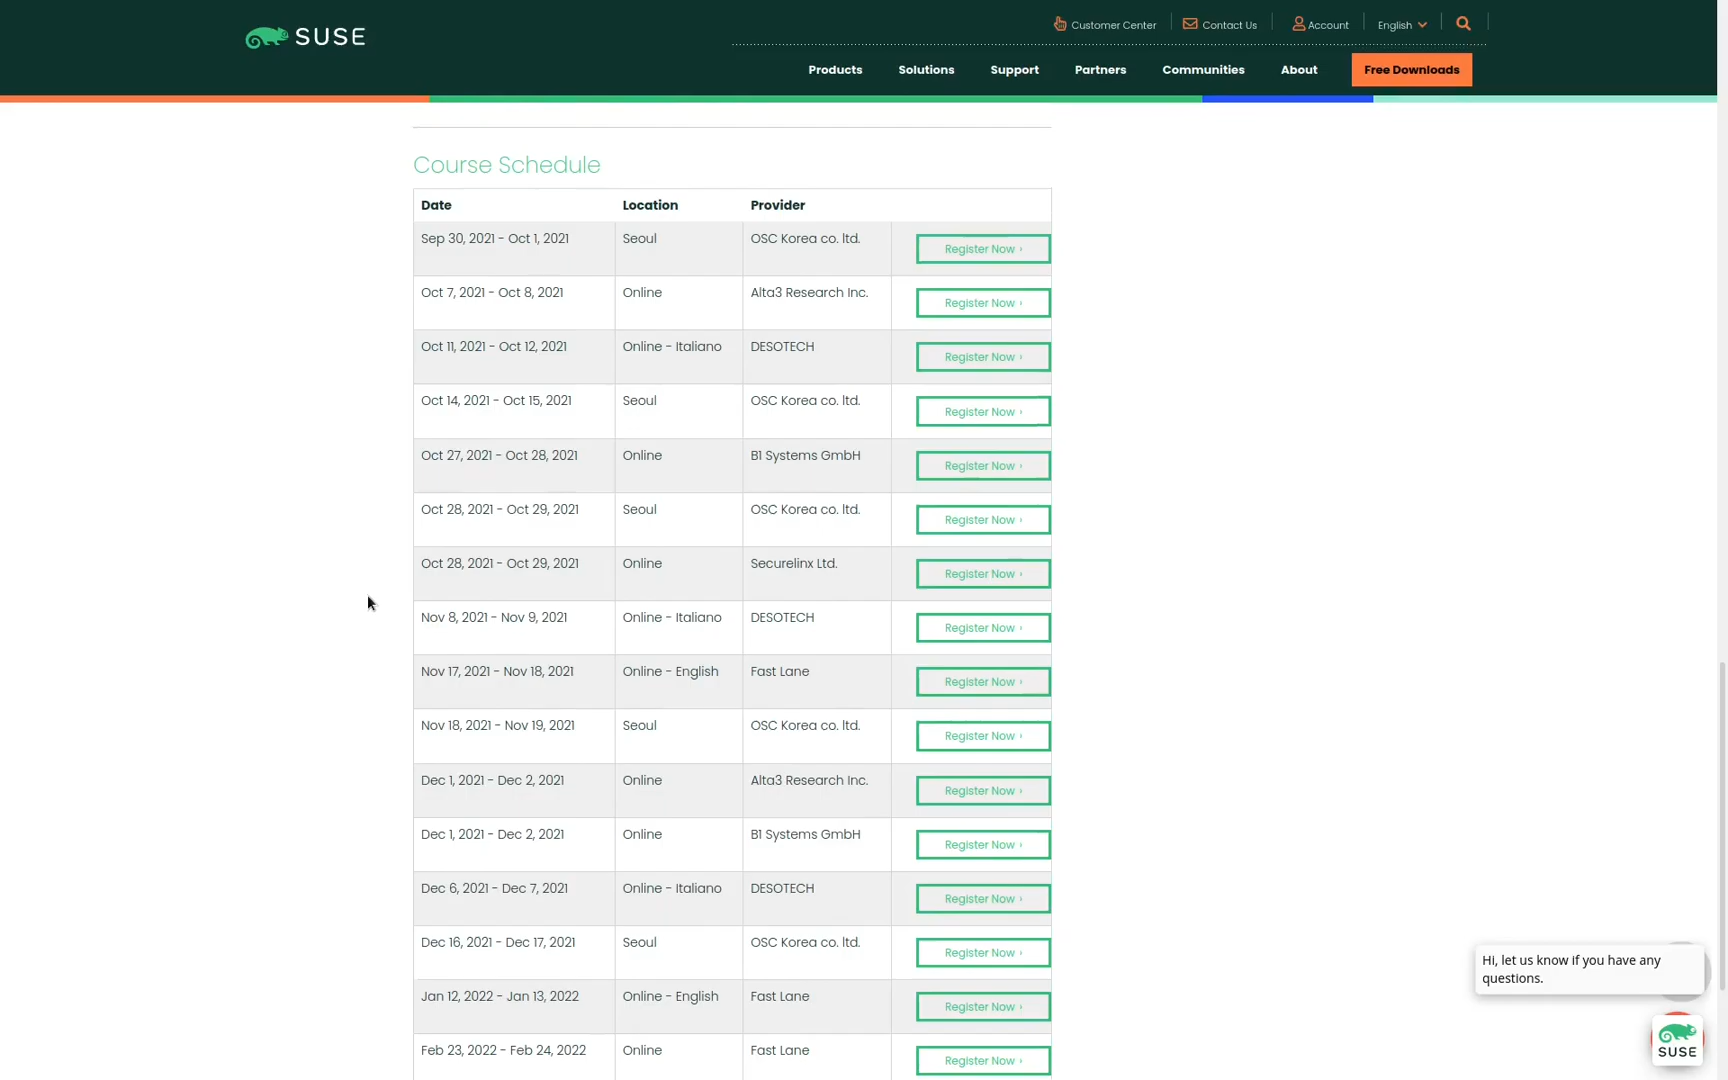 SUSE
Customer Center Contact Us Account English
Products Solutions Support Partners Communities About Free Downloads
Course Schedule
Date Location Provider
Sep 30, 2021 - Oct 1, 2021 Seoul OSC Korea co. ltd. Register Now ›
Oct 7, 2021 - Oct 8, 2021 Online Alta3 Research Inc. Register Now ›
Oct 11, 2021 - Oct 12, 2021 Online - Italiano DESOTECH Register Now ›
Oct 14, 2021 - Oct 15, 2021 Seoul OSC Korea co. ltd. Register Now ›
Oct 27, 2021 - Oct 28, 2021 Online B1 Systems GmbH Register Now ›
Oct 28, 2021 - Oct 29, 2021 Seoul OSC Korea co. ltd. Register Now ›
Oct 28, 2021 - Oct 29, 2021 Online Securelinx Ltd. Register Now ›
Nov 8, 2021 - Nov 9, 2021 Online - Italiano DESOTECH Register Now ›
Nov 17, 2021 - Nov 18, 2021 Online - English Fast Lane Register Now ›
Nov 18, 2021 - Nov 19, 2021 Seoul OSC Korea co. ltd. Register Now ›
Dec 1, 2021 - Dec 2, 2021 Online Alta3 Research Inc. Register Now ›
Dec 1, 2021 - Dec 2, 2021 Online B1 Systems GmbH Register Now ›
Dec 6, 2021 - Dec 7, 2021 Online - Italiano DESOTECH Register Now ›
Dec 16, 2021 - Dec 17, 2021 Seoul OSC Korea co. ltd. Register Now ›
Jan 12, 2022 - Jan 13, 2022 Online - English Fast Lane Register Now ›
Feb 23, 2022 - Feb 24, 2022 Online Fast Lane Register Now ›
Hi, let us know if you have any
questions.
SUSE